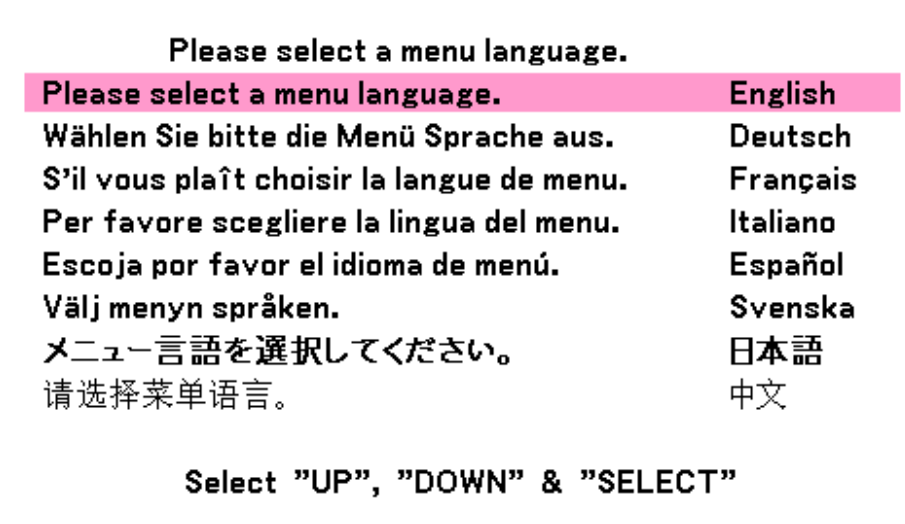 Please select a menu language.
Please select a menu language. English
Wählen Sie bitte die Menü Sprache aus. Deutsch
S'il vous plaît choisir la langue de menu. Français
Per favore scegliere la lingua del menu. Italiano
Escoja por favor el idioma de menú. Español
Välj menyn språken. Svenska
メニュー言語を選択してください。 日本語
请选择菜单语言。 中文
Select ”UP”, ”DOWN” & ”SELECT”